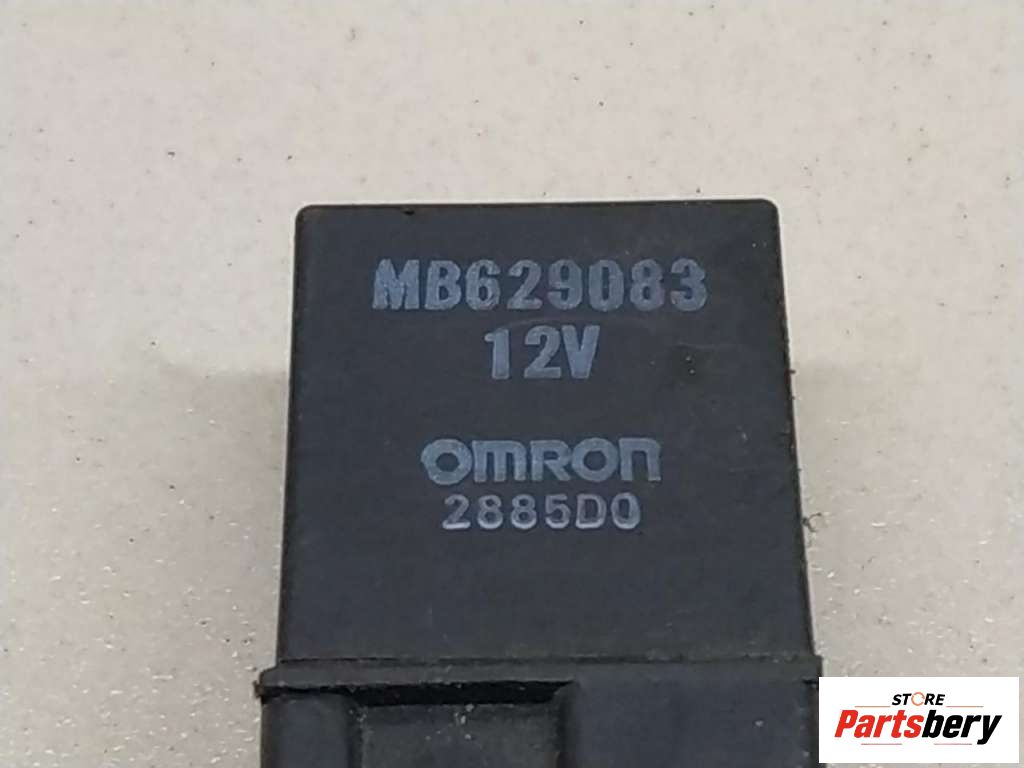 MB629083
12V
OMRON
2885D0
STORE
Partsbery